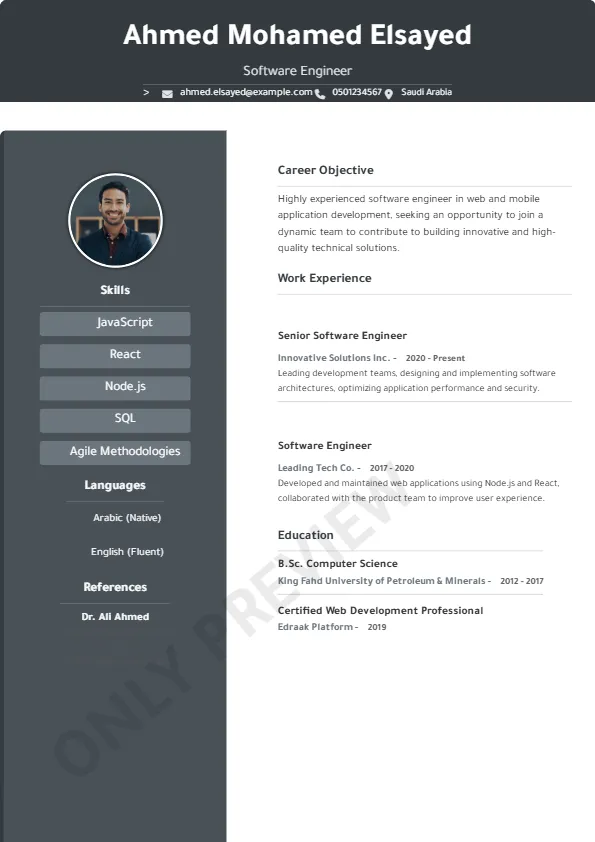 Ahmed Mohamed Elsayed
Software Engineer
> ahmed.elsayed@example.com 0501234567 Saudi Arabia
Skills
JavaScript
React
Node.js
SQL
Agile Methodologies
Languages
Arabic (Native)
English (Fluent)
References
Dr. Ali Ahmed
Career Objective
Highly experienced software engineer in web and mobile
application development, seeking an opportunity to join a
dynamic team to contribute to building innovative and high-
quality technical solutions.
Work Experience
Senior Software Engineer
Innovative Solutions Inc. - 2020 - Present
Leading development teams, designing and implementing software
architectures, optimizing application performance and security.
Software Engineer
Leading Tech Co. - 2017 - 2020
Developed and maintained web applications using Node.js and React,
collaborated with the product team to improve user experience.
Education
B.Sc. Computer Science
King Fahd University of Petroleum & Minerals - 2012 - 2017
Certified Web Development Professional
Edraak Platform - 2019
ONLY PREVIEW